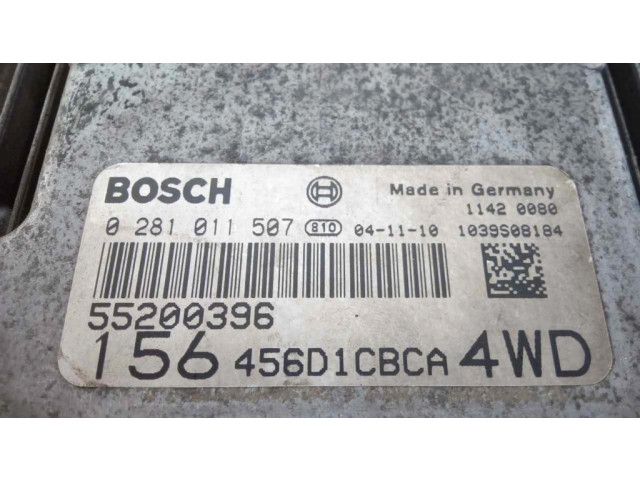 BOSCH Made in Germany
1142 0080
0 281 011 507 810 04-11-10 1039S08184
55200396
156 456D1CBCA 4WD